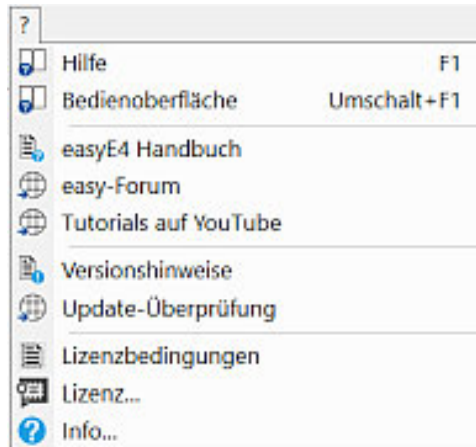 ?
Hilfe F1
Bedienoberfläche Umschalt+F1
easyE4 Handbuch
easy-Forum
Tutorials auf YouTube
Versionshinweise
Update-Überprüfung
Lizenzbedingungen
Lizenz...
Info...